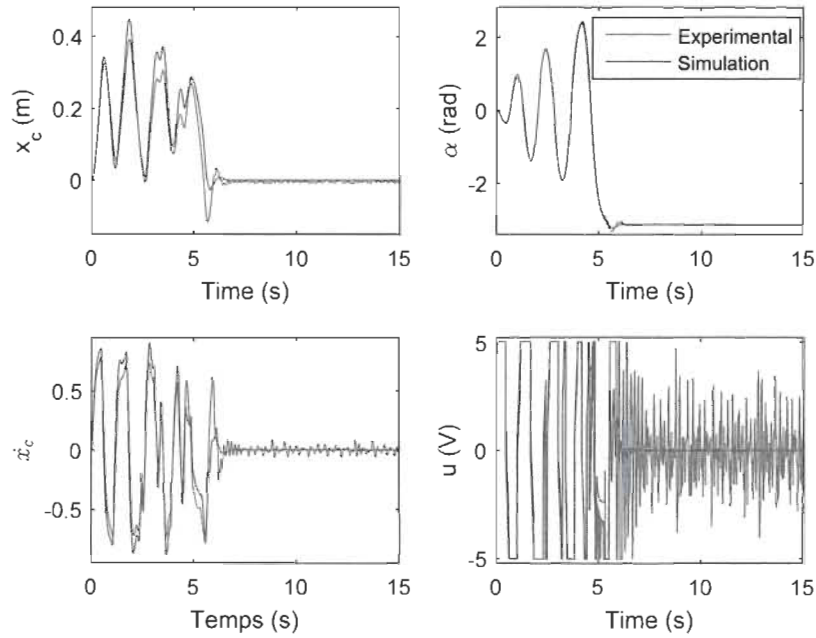 0.4
0.2
0
x_c (m)
0 5 10 15
Time (s)
2
0
-2
α (rad)
Experimental
Simulation
0 5 10 15
Time (s)
0.5
0
-0.5
ẋ_c
0 5 10 15
Temps (s)
5
0
-5
u (V)
0 5 10 15
Time (s)